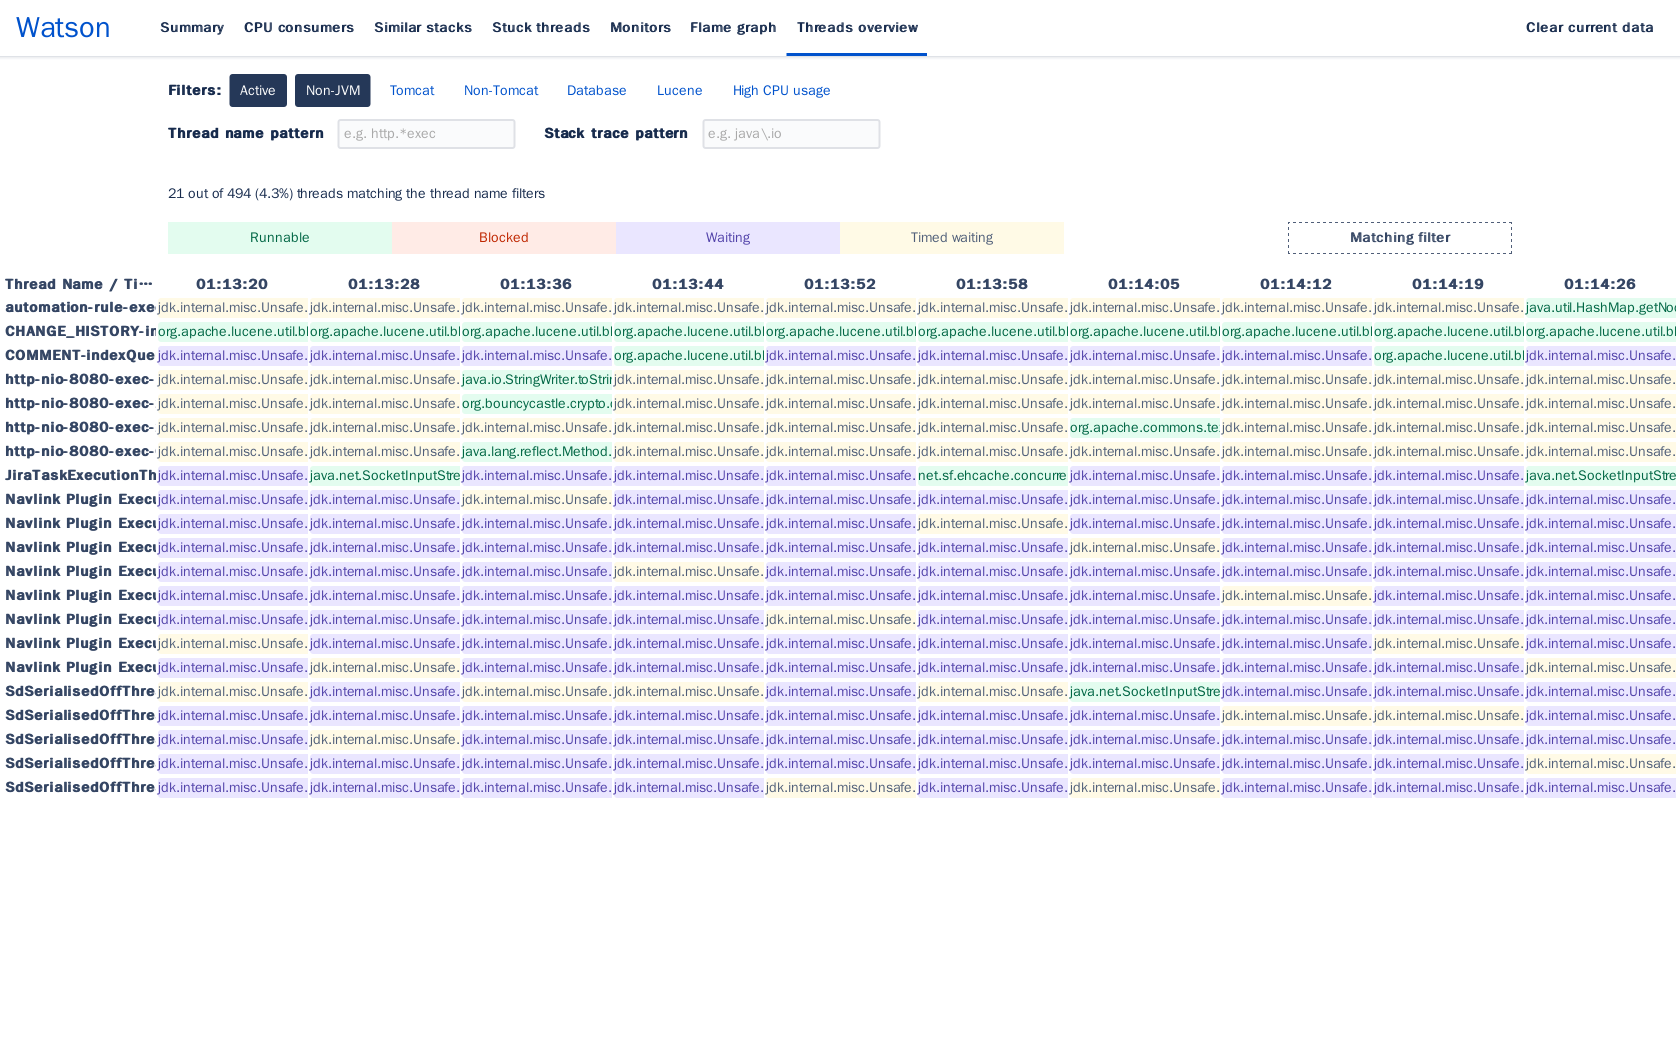 Watson Summary CPU consumers Similar stacks Stuck threads Monitors Flame graph Threads overview Clear current data
Filters: Active Non-JVM Tomcat Non-Tomcat Database Lucene High CPU usage
Thread name pattern e.g. http.*exec Stack trace pattern e.g. java\.io
21 out of 494 (4.3%) threads matching the thread name filters
Runnable Blocked Waiting Timed waiting Matching filter
Thread Name / Ti··· 01:13:20 01:13:28 01:13:36 01:13:44 01:13:52 01:13:58 01:14:05 01:14:12 01:14:19 01:14:26
automation-rule-exe jdk.internal.misc.Unsafe. jdk.internal.misc.Unsafe. jdk.internal.misc.Unsafe. jdk.internal.misc.Unsafe. jdk.internal.misc.Unsafe. jdk.internal.misc.Unsafe. jdk.internal.misc.Unsafe. jdk.internal.misc.Unsafe. jdk.internal.misc.Unsafe. java.util.HashMap.getNo
CHANGE_HISTORY-in org.apache.lucene.util.bl org.apache.lucene.util.bl org.apache.lucene.util.bl org.apache.lucene.util.bl org.apache.lucene.util.bl org.apache.lucene.util.bl org.apache.lucene.util.bl org.apache.lucene.util.bl org.apache.lucene.util.bl org.apache.lucene.util.bl
COMMENT-indexQue jdk.internal.misc.Unsafe. jdk.internal.misc.Unsafe. jdk.internal.misc.Unsafe. org.apache.lucene.util.bl jdk.internal.misc.Unsafe. jdk.internal.misc.Unsafe. jdk.internal.misc.Unsafe. jdk.internal.misc.Unsafe. org.apache.lucene.util.bl jdk.internal.misc.Unsafe.
http-nio-8080-exec- jdk.internal.misc.Unsafe. jdk.internal.misc.Unsafe. java.io.StringWriter.toStri jdk.internal.misc.Unsafe. jdk.internal.misc.Unsafe. jdk.internal.misc.Unsafe. jdk.internal.misc.Unsafe. jdk.internal.misc.Unsafe. jdk.internal.misc.Unsafe. jdk.internal.misc.Unsafe.
http-nio-8080-exec- jdk.internal.misc.Unsafe. jdk.internal.misc.Unsafe. org.bouncycastle.crypto. jdk.internal.misc.Unsafe. jdk.internal.misc.Unsafe. jdk.internal.misc.Unsafe. jdk.internal.misc.Unsafe. jdk.internal.misc.Unsafe. jdk.internal.misc.Unsafe. jdk.internal.misc.Unsafe.
http-nio-8080-exec- jdk.internal.misc.Unsafe. jdk.internal.misc.Unsafe. jdk.internal.misc.Unsafe. jdk.internal.misc.Unsafe. jdk.internal.misc.Unsafe. jdk.internal.misc.Unsafe. org.apache.commons.te jdk.internal.misc.Unsafe. jdk.internal.misc.Unsafe. jdk.internal.misc.Unsafe.
http-nio-8080-exec- jdk.internal.misc.Unsafe. jdk.internal.misc.Unsafe. java.lang.reflect.Method. jdk.internal.misc.Unsafe. jdk.internal.misc.Unsafe. jdk.internal.misc.Unsafe. jdk.internal.misc.Unsafe. jdk.internal.misc.Unsafe. jdk.internal.misc.Unsafe. jdk.internal.misc.Unsafe.
JiraTaskExecutionTh jdk.internal.misc.Unsafe. java.net.SocketInputStre jdk.internal.misc.Unsafe. jdk.internal.misc.Unsafe. jdk.internal.misc.Unsafe. net.sf.ehcache.concurre jdk.internal.misc.Unsafe. jdk.internal.misc.Unsafe. jdk.internal.misc.Unsafe. java.net.SocketInputStre
Navlink Plugin Execu jdk.internal.misc.Unsafe. jdk.internal.misc.Unsafe. jdk.internal.misc.Unsafe. jdk.internal.misc.Unsafe. jdk.internal.misc.Unsafe. jdk.internal.misc.Unsafe. jdk.internal.misc.Unsafe. jdk.internal.misc.Unsafe. jdk.internal.misc.Unsafe. jdk.internal.misc.Unsafe.
Navlink Plugin Execu jdk.internal.misc.Unsafe. jdk.internal.misc.Unsafe. jdk.internal.misc.Unsafe. jdk.internal.misc.Unsafe. jdk.internal.misc.Unsafe. jdk.internal.misc.Unsafe. jdk.internal.misc.Unsafe. jdk.internal.misc.Unsafe. jdk.internal.misc.Unsafe. jdk.internal.misc.Unsafe.
Navlink Plugin Execu jdk.internal.misc.Unsafe. jdk.internal.misc.Unsafe. jdk.internal.misc.Unsafe. jdk.internal.misc.Unsafe. jdk.internal.misc.Unsafe. jdk.internal.misc.Unsafe. jdk.internal.misc.Unsafe. jdk.internal.misc.Unsafe. jdk.internal.misc.Unsafe. jdk.internal.misc.Unsafe.
Navlink Plugin Execu jdk.internal.misc.Unsafe. jdk.internal.misc.Unsafe. jdk.internal.misc.Unsafe. jdk.internal.misc.Unsafe. jdk.internal.misc.Unsafe. jdk.internal.misc.Unsafe. jdk.internal.misc.Unsafe. jdk.internal.misc.Unsafe. jdk.internal.misc.Unsafe. jdk.internal.misc.Unsafe.
Navlink Plugin Execu jdk.internal.misc.Unsafe. jdk.internal.misc.Unsafe. jdk.internal.misc.Unsafe. jdk.internal.misc.Unsafe. jdk.internal.misc.Unsafe. jdk.internal.misc.Unsafe. jdk.internal.misc.Unsafe. jdk.internal.misc.Unsafe. jdk.internal.misc.Unsafe. jdk.internal.misc.Unsafe.
Navlink Plugin Execu jdk.internal.misc.Unsafe. jdk.internal.misc.Unsafe. jdk.internal.misc.Unsafe. jdk.internal.misc.Unsafe. jdk.internal.misc.Unsafe. jdk.internal.misc.Unsafe. jdk.internal.misc.Unsafe. jdk.internal.misc.Unsafe. jdk.internal.misc.Unsafe. jdk.internal.misc.Unsafe.
Navlink Plugin Execu jdk.internal.misc.Unsafe. jdk.internal.misc.Unsafe. jdk.internal.misc.Unsafe. jdk.internal.misc.Unsafe. jdk.internal.misc.Unsafe. jdk.internal.misc.Unsafe. jdk.internal.misc.Unsafe. jdk.internal.misc.Unsafe. jdk.internal.misc.Unsafe. jdk.internal.misc.Unsafe.
Navlink Plugin Execu jdk.internal.misc.Unsafe. jdk.internal.misc.Unsafe. jdk.internal.misc.Unsafe. jdk.internal.misc.Unsafe. jdk.internal.misc.Unsafe. jdk.internal.misc.Unsafe. jdk.internal.misc.Unsafe. jdk.internal.misc.Unsafe. jdk.internal.misc.Unsafe. jdk.internal.misc.Unsafe.
SdSerialisedOffThre jdk.internal.misc.Unsafe. jdk.internal.misc.Unsafe. jdk.internal.misc.Unsafe. jdk.internal.misc.Unsafe. jdk.internal.misc.Unsafe. jdk.internal.misc.Unsafe. java.net.SocketInputStre jdk.internal.misc.Unsafe. jdk.internal.misc.Unsafe. jdk.internal.misc.Unsafe.
SdSerialisedOffThre jdk.internal.misc.Unsafe. jdk.internal.misc.Unsafe. jdk.internal.misc.Unsafe. jdk.internal.misc.Unsafe. jdk.internal.misc.Unsafe. jdk.internal.misc.Unsafe. jdk.internal.misc.Unsafe. jdk.internal.misc.Unsafe. jdk.internal.misc.Unsafe. jdk.internal.misc.Unsafe.
SdSerialisedOffThre jdk.internal.misc.Unsafe. jdk.internal.misc.Unsafe. jdk.internal.misc.Unsafe. jdk.internal.misc.Unsafe. jdk.internal.misc.Unsafe. jdk.internal.misc.Unsafe. jdk.internal.misc.Unsafe. jdk.internal.misc.Unsafe. jdk.internal.misc.Unsafe. jdk.internal.misc.Unsafe.
SdSerialisedOffThre jdk.internal.misc.Unsafe. jdk.internal.misc.Unsafe. jdk.internal.misc.Unsafe. jdk.internal.misc.Unsafe. jdk.internal.misc.Unsafe. jdk.internal.misc.Unsafe. jdk.internal.misc.Unsafe. jdk.internal.misc.Unsafe. jdk.internal.misc.Unsafe. jdk.internal.misc.Unsafe.
SdSerialisedOffThre jdk.internal.misc.Unsafe. jdk.internal.misc.Unsafe. jdk.internal.misc.Unsafe. jdk.internal.misc.Unsafe. jdk.internal.misc.Unsafe. jdk.internal.misc.Unsafe. jdk.internal.misc.Unsafe. jdk.internal.misc.Unsafe. jdk.internal.misc.Unsafe. jdk.internal.misc.Unsafe.